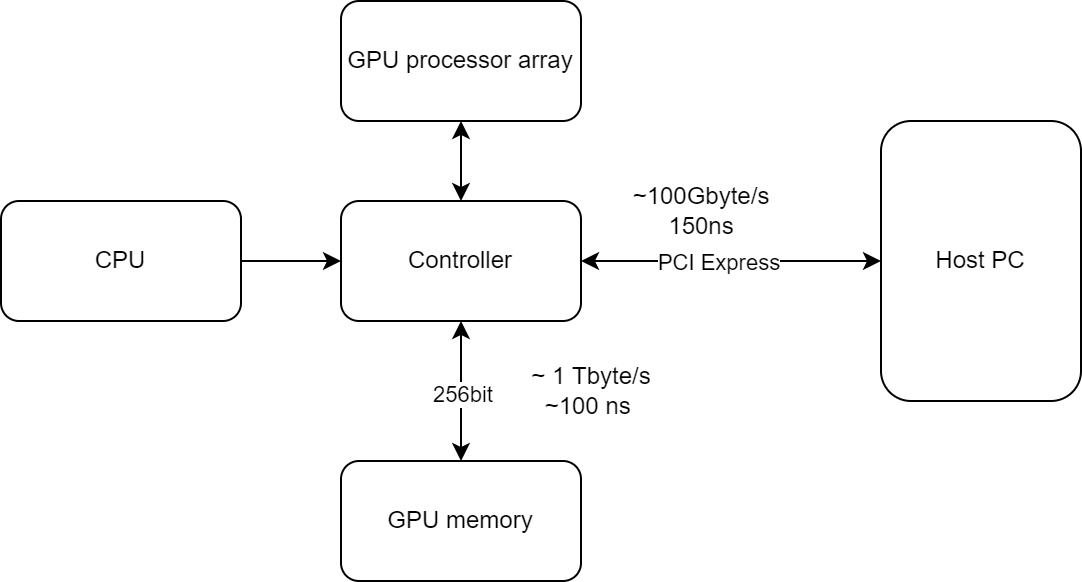 GPU processor array
~100Gbyte/s
150ns
CPU
Controller
PCI Express
Host PC
256bit
~ 1 Tbyte/s
~100 ns
GPU memory